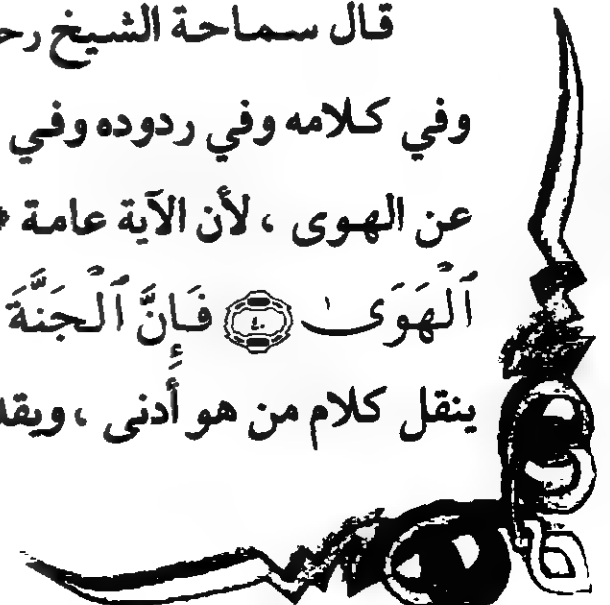 قال سماحة الشيخ
وفي كلامه وفي ردوده وفي
عن الهوى ، لأن الآية عامة
ٱلْهَوَىٰ ٤٠ فَإِنَّ ٱلْجَنَّةَ
ينقل كلام من هو أدنى ،